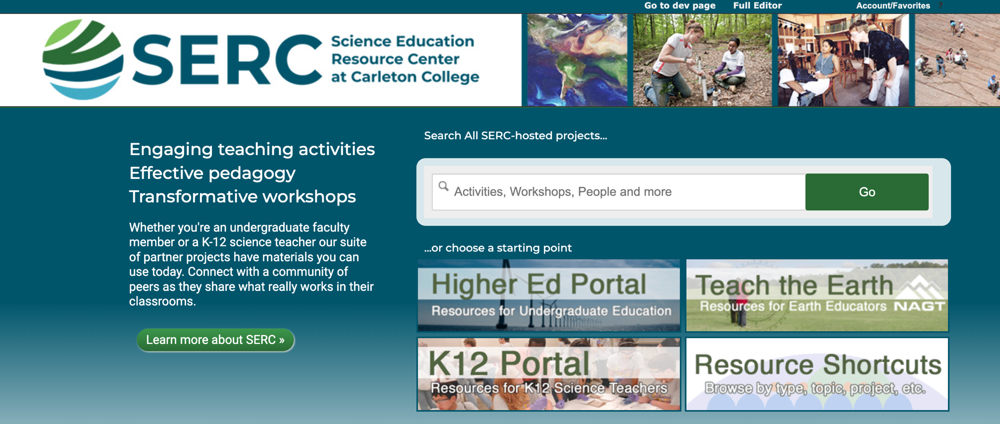 Go to dev page Full Editor Account/Favorites ?
SERC
Science Education
Resource Center
at Carleton College
Engaging teaching activities
Effective pedagogy
Transformative workshops
Whether you're an undergraduate faculty
member or a K-12 science teacher our suite
of partner projects have materials you can
use today. Connect with a community of
peers as they share what really works in their
classrooms.
Learn more about SERC »
Search All SERC-hosted projects...
Activities, Workshops, People and more
Go
...or choose a starting point
Higher Ed Portal
Resources for Undergraduate Education
Teach the Earth
Resources for Earth Educators
NAGT
K12 Portal
Resources for K12 Science Teachers
Resource Shortcuts
Browse by type, topic, project, etc.